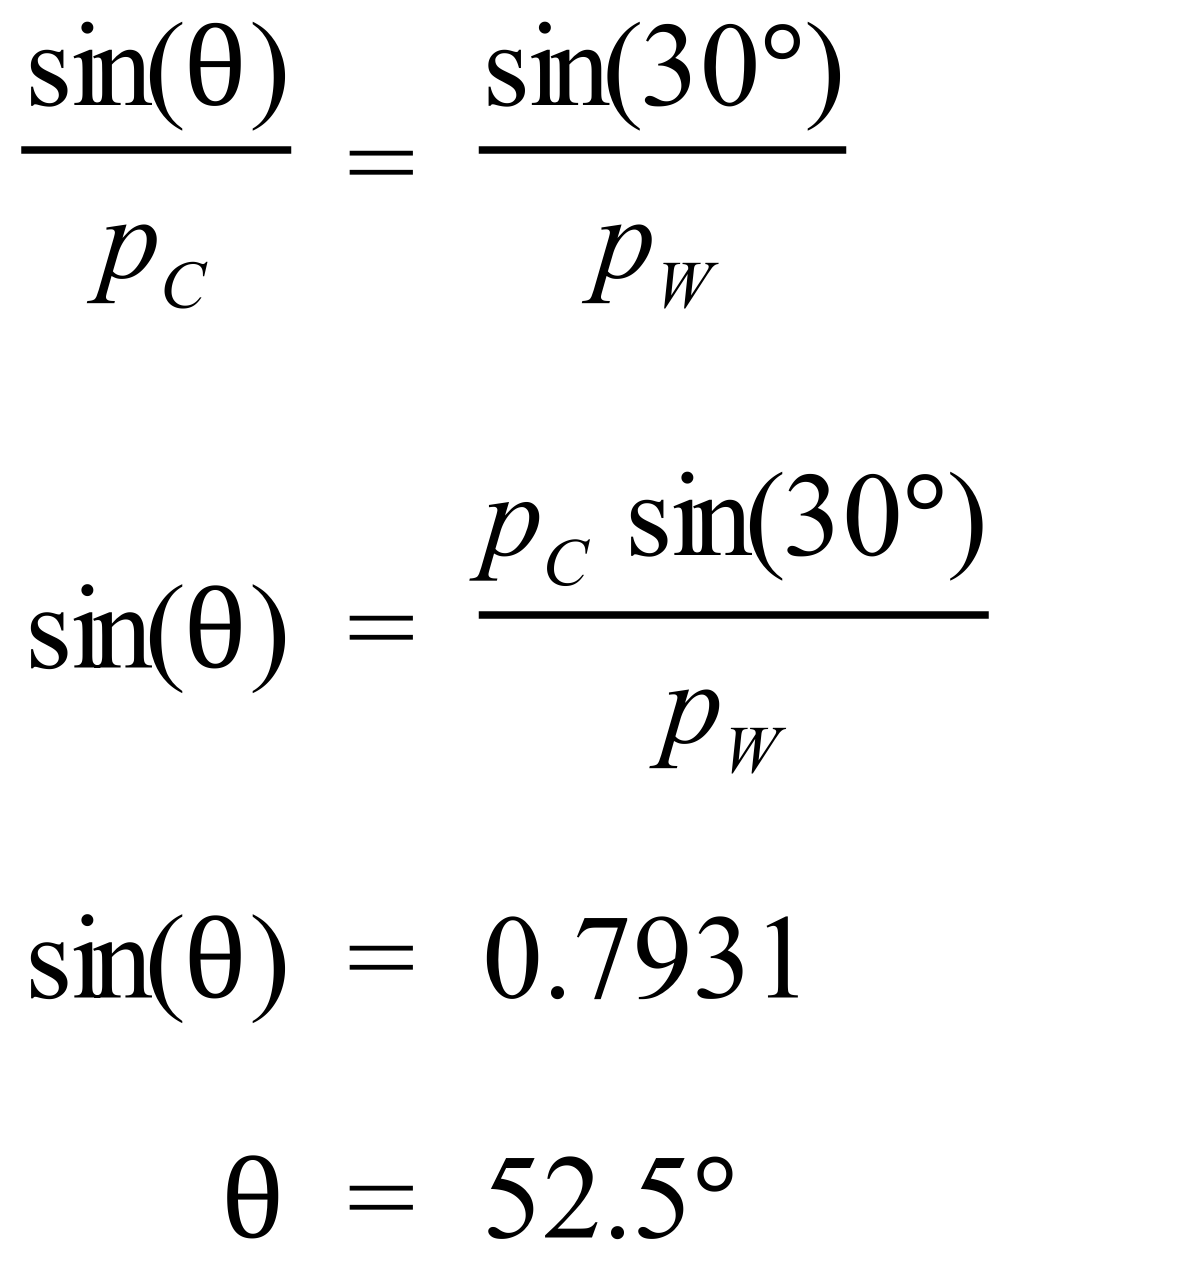 sin(θ)/p_C = sin(30°)/p_W
sin(θ) = p_C sin(30°)/p_W
sin(θ) = 0.7931
θ = 52.5°